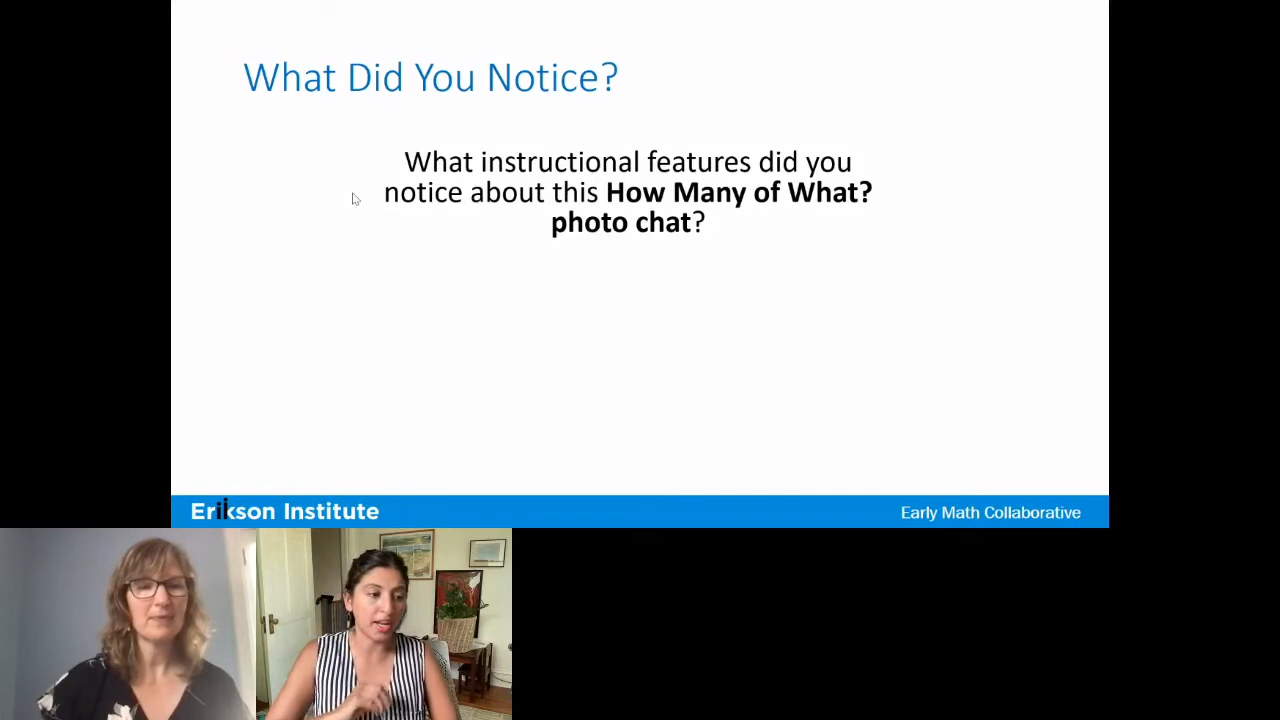 What Did You Notice?
What instructional features did you
notice about this How Many of What?
photo chat?
Erikson Institute
Early Math Collaborative